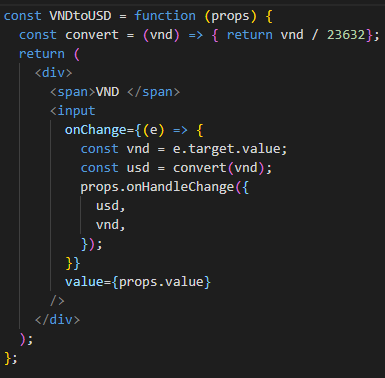 const VNDtoUSD = function (props) {
  const convert = (vnd) => { return vnd / 23632};
  return (
    <div>
      <span>VND </span>
      <input
        onChange={(e) => {
          const vnd = e.target.value;
          const usd = convert(vnd);
          props.onHandleChange({
            usd,
            vnd,
          });
        }}
        value={props.value}
      />
    </div>
  );
};